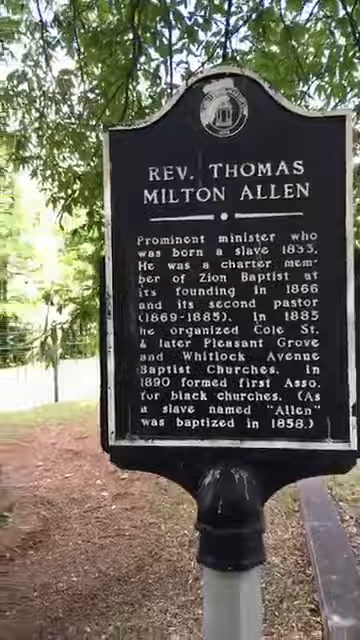 REV. THOMAS
MILTON ALLEN
Prominent minister who
was born a slave 1833.
He was a charter mem-
ber of Zion Baptist at
its founding in 1866
and its second pastor
(1869-1885). In 1885
he organized Cole St.
& later Pleasant Grove
and Whitlock Avenue
Baptist Churches. In
1890 formed first Asso.
for black churches. (As
a slave named "Allen"
was baptized in 1858.)